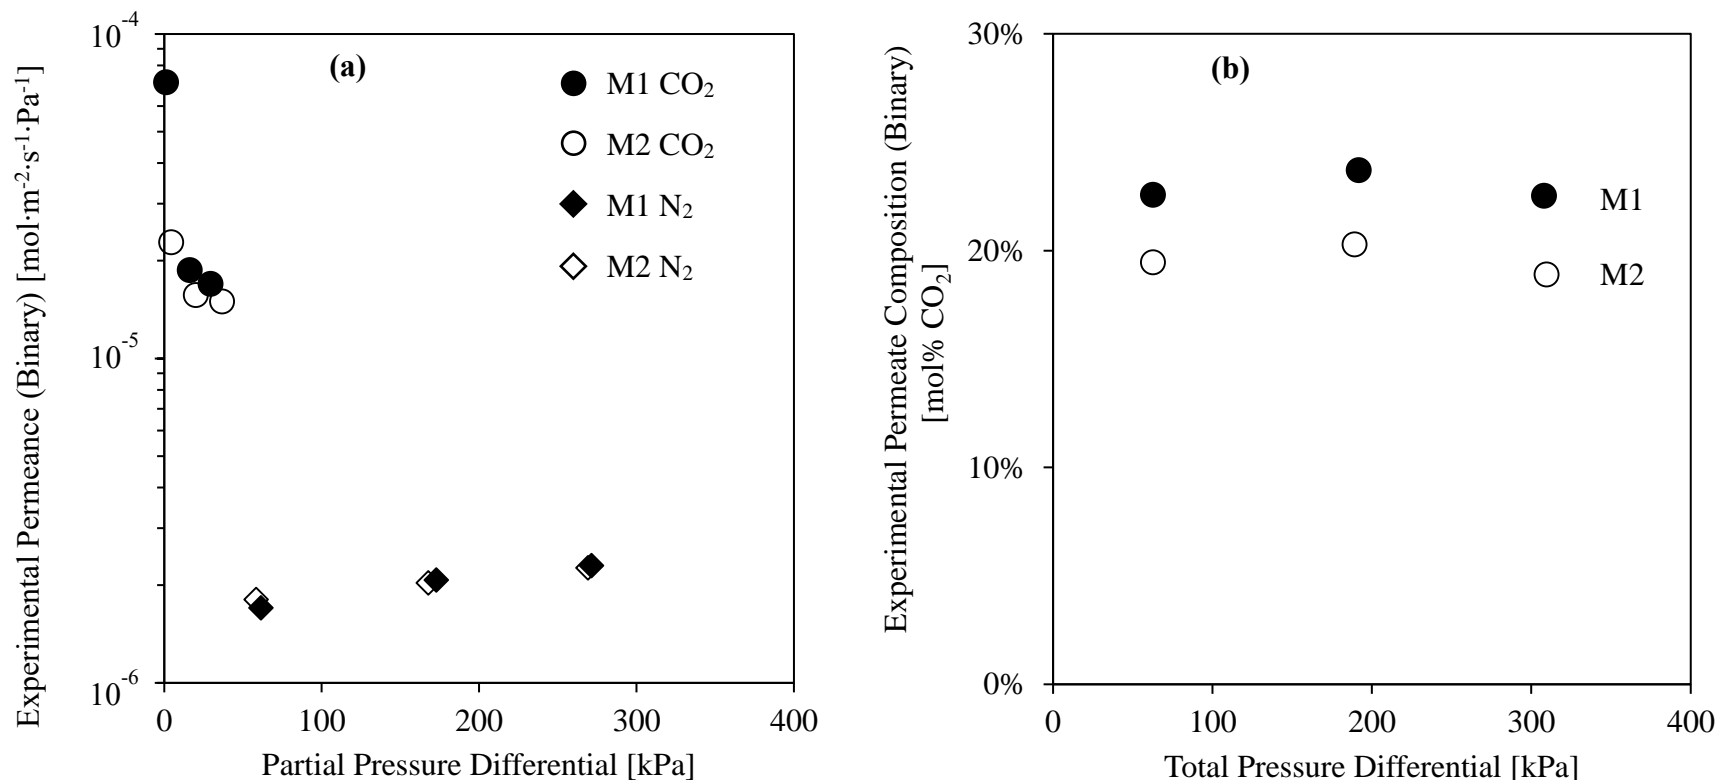 Experimental Permeance (Binary) [mol·m⁻²·s⁻¹·Pa⁻¹]
10⁻⁴
10⁻⁵
10⁻⁶
(a)
M1 CO₂
M2 CO₂
M1 N₂
M2 N₂
0
100
200
300
400
Partial Pressure Differential [kPa]
Experimental Permeate Composition (Binary)
[mol% CO₂]
30%
20%
10%
0%
(b)
M1
M2
0
100
200
300
400
Total Pressure Differential [kPa]